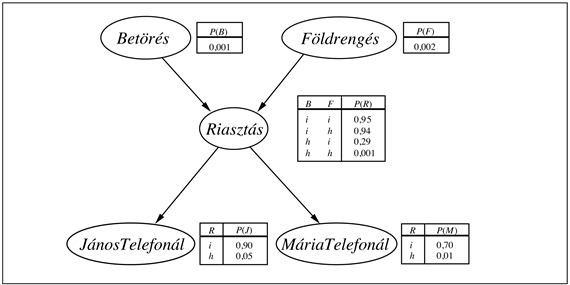 Betörés
P(B)
0,001
Földrengés
P(F)
0,002
Riasztás
B F P(R)
i i 0,95
i h 0,94
h i 0,29
h h 0,001
JánosTelefonál
R P(J)
i 0,90
h 0,05
MáriaTelefonál
R P(M)
i 0,70
h 0,01